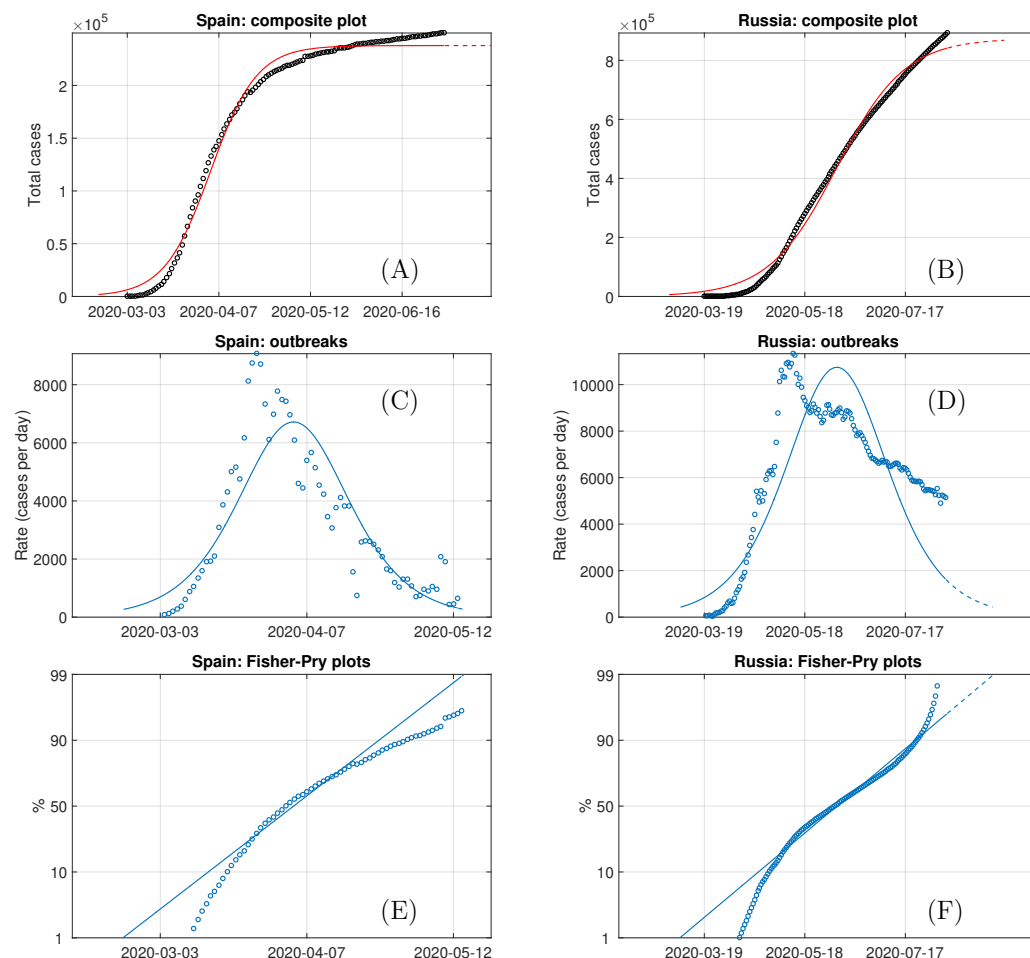 Spain: composite plot
×10^5
Total cases
2
1.5
1
0.5
0
2020-03-03 2020-04-07 2020-05-12 2020-06-16
(A)
Russia: composite plot
×10^5
Total cases
8
6
4
2
0
2020-03-19 2020-05-18 2020-07-17
(B)
Spain: outbreaks
Rate (cases per day)
8000
6000
4000
2000
0
2020-03-03 2020-04-07 2020-05-12
(C)
Russia: outbreaks
Rate (cases per day)
10000
8000
6000
4000
2000
0
2020-03-19 2020-05-18 2020-07-17
(D)
Spain: Fisher-Pry plots
%
99
90
50
10
1
2020-03-03 2020-04-07 2020-05-12
(E)
Russia: Fisher-Pry plots
%
99
90
50
10
1
2020-03-19 2020-05-18 2020-07-17
(F)